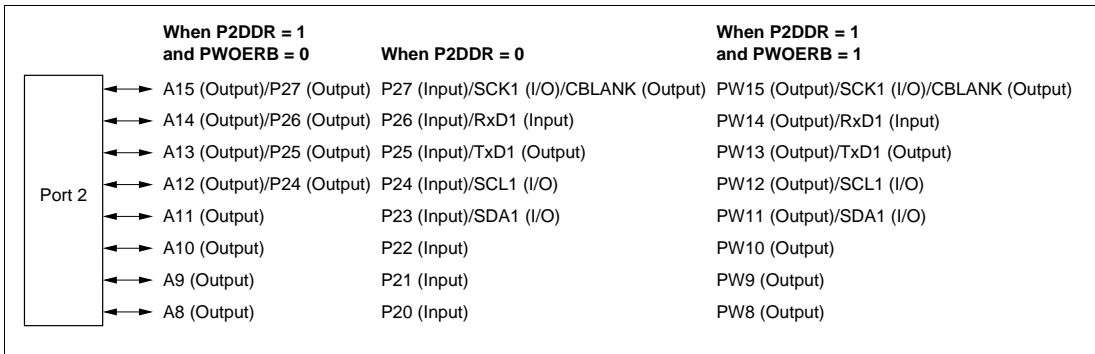 When P2DDR = 1
and PWOERB = 0
When P2DDR = 0
When P2DDR = 1
and PWOERB = 1
Port 2
A15 (Output)/P27 (Output) P27 (Input)/SCK1 (I/O)/CBLANK (Output) PW15 (Output)/SCK1 (I/O)/CBLANK (Output)
A14 (Output)/P26 (Output) P26 (Input)/RxD1 (Input) PW14 (Output)/RxD1 (Input)
A13 (Output)/P25 (Output) P25 (Input)/TxD1 (Output) PW13 (Output)/TxD1 (Output)
A12 (Output)/P24 (Output) P24 (Input)/SCL1 (I/O) PW12 (Output)/SCL1 (I/O)
A11 (Output) P23 (Input)/SDA1 (I/O) PW11 (Output)/SDA1 (I/O)
A10 (Output) P22 (Input) PW10 (Output)
A9 (Output) P21 (Input) PW9 (Output)
A8 (Output) P20 (Input) PW8 (Output)